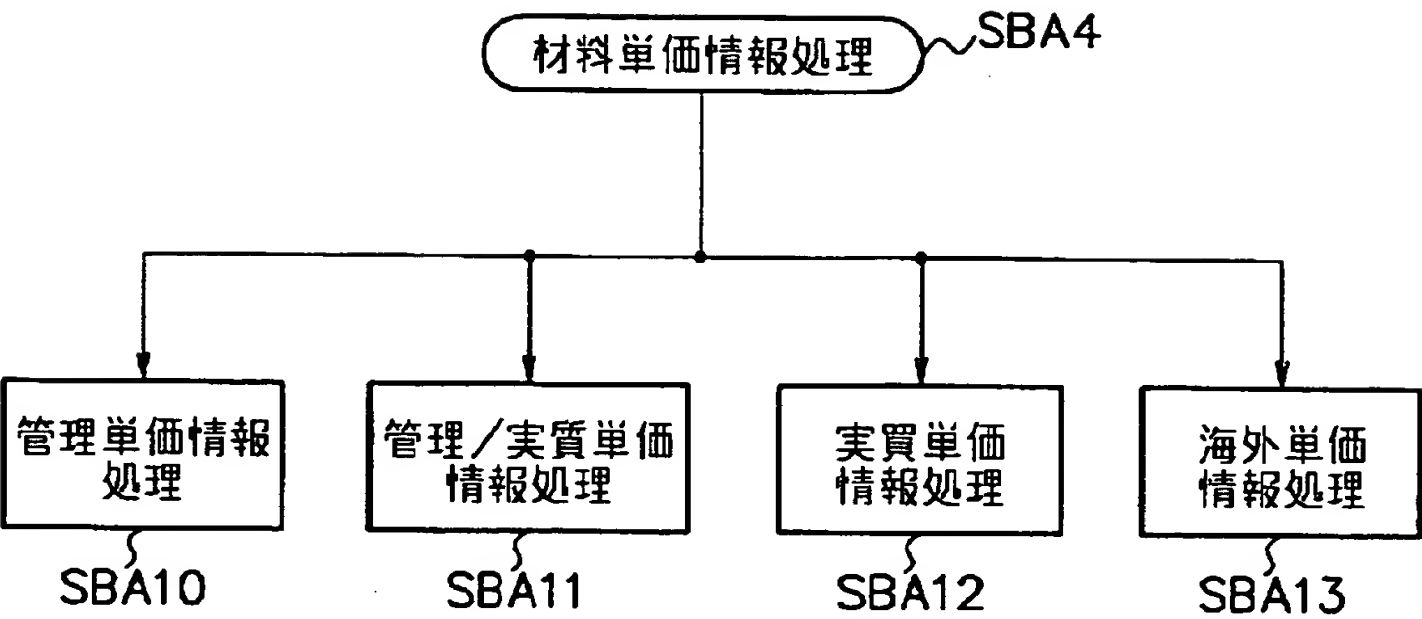 材料単価情報処理
SBA4
管理単価情報
処理
管理/実質単価
情報処理
実買単価
情報処理
海外単価
情報処理
SBA10
SBA11
SBA12
SBA13